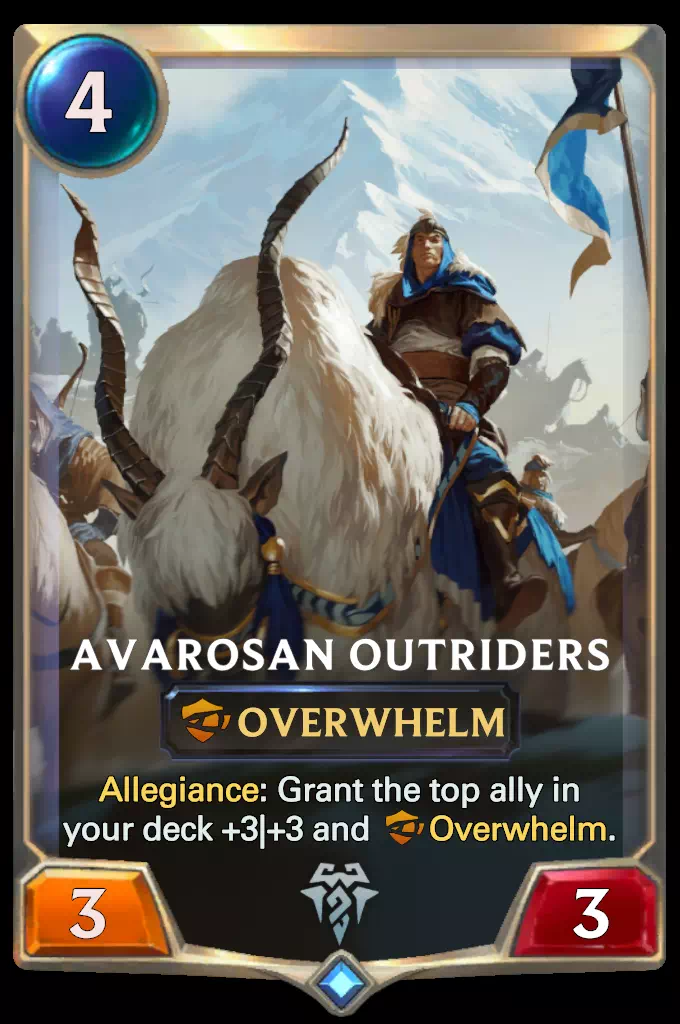 4
AVAROSAN OUTRIDERS
OVERWHELM
Allegiance: Grant the top ally in
your deck +3|+3 and Overwhelm.
3
3